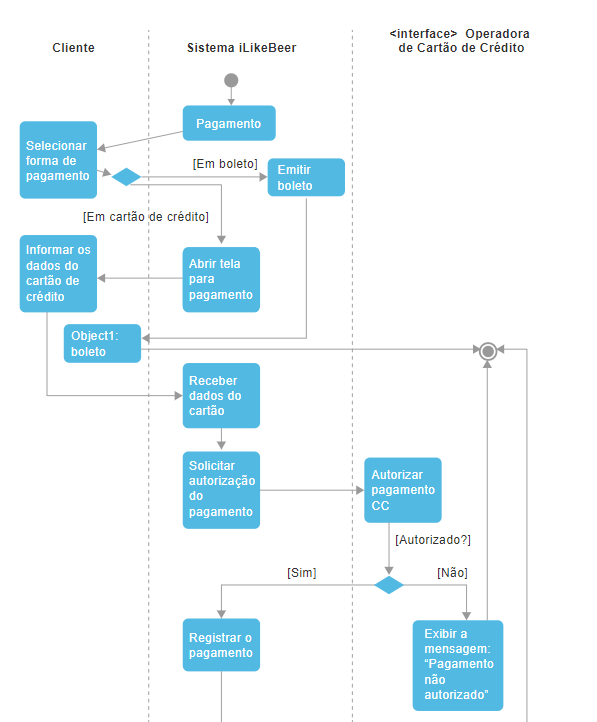 Cliente
Sistema iLikeBeer
<interface> Operadora
de Cartão de Crédito
Pagamento
Selecionar
forma de
pagamento
[Em boleto]
Emitir
boleto
[Em cartão de crédito]
Informar os
dados do
cartão de
crédito
Abrir tela
para
pagamento
Object1:
boleto
Receber
dados do
cartão
Solicitar
autorização
do
pagamento
Autorizar
pagamento
CC
[Autorizado?]
[Sim]
[Não]
Registrar o
pagamento
Exibir a
mensagem:
“Pagamento
não
autorizado”